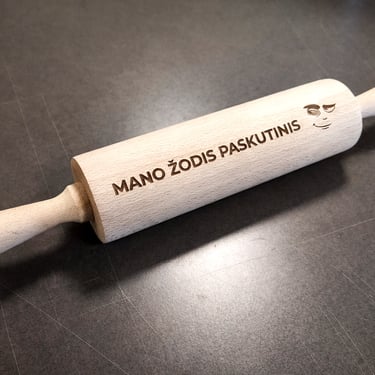 MANO ŽODIS PASKUTINIS